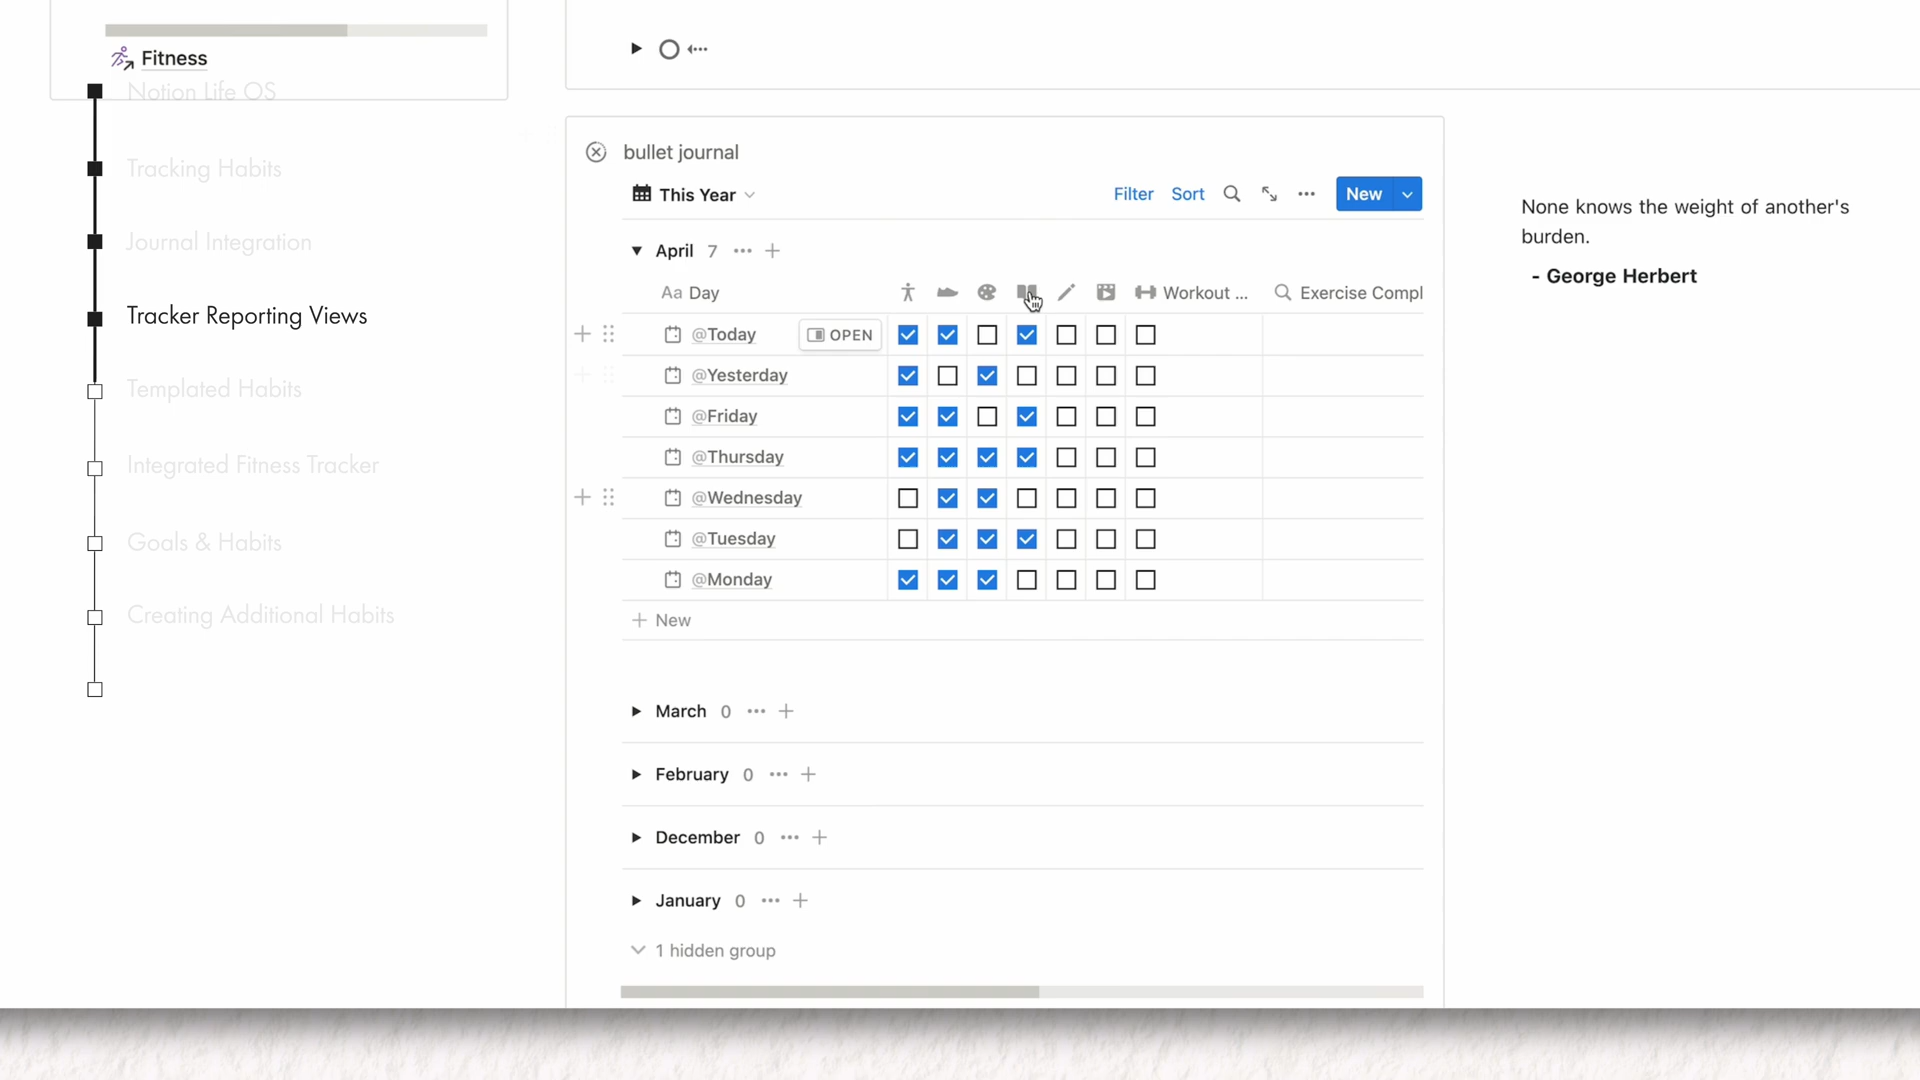 Fitness
Notion Life OS
Tracking Habits
Journal Integration
Tracker Reporting Views
Templated Habits
Integrated Fitness Tracker
Goals & Habits
Creating Additional Habits
bullet journal
This Year
Filter Sort New
April 7
Aa Day Workout ... Exercise Compl
@Today OPEN
@Yesterday
@Friday
@Thursday
@Wednesday
@Tuesday
@Monday
New
March 0
February 0
December 0
January 0
1 hidden group
None knows the weight of another's
burden.
- George Herbert